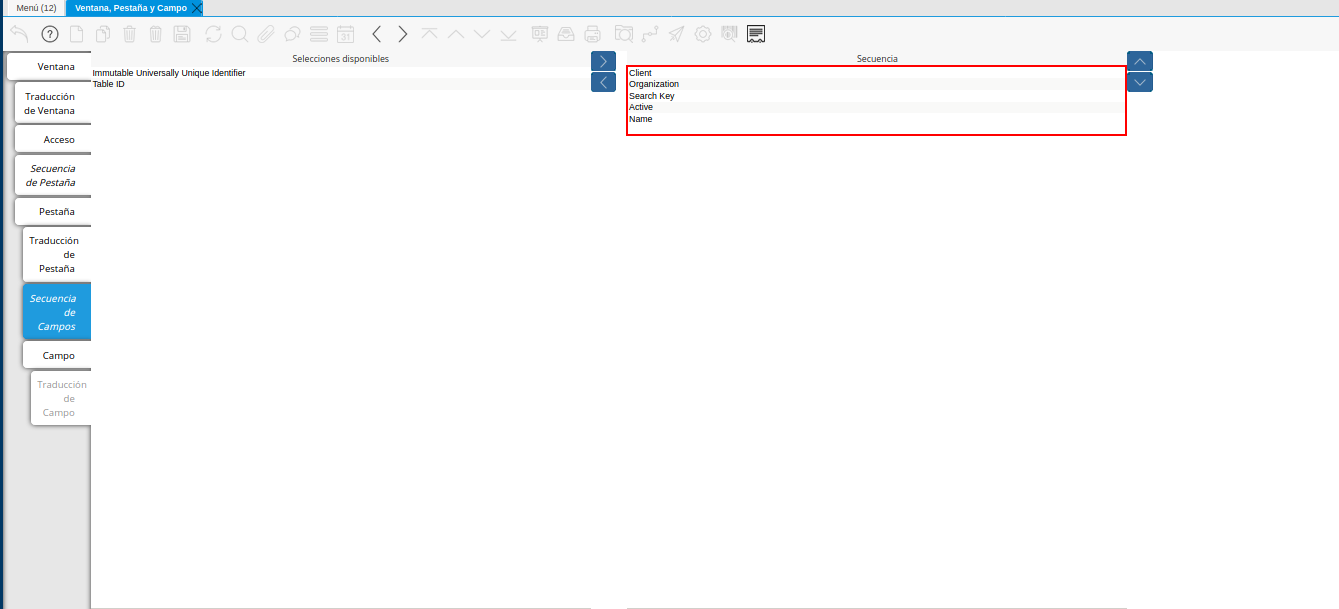 Menú (12)
Ventana, Pestaña y Campo
?
31
Ventana
Traducción
de Ventana
Acceso
Secuencia
de Pestaña
Pestaña
Traducción
de
Pestaña
Secuencia
de
Campos
Campo
Traducción
de
Campo
Selecciones disponibles
Immutable Universally Unique Identifier
Table ID
Secuencia
Client
Organization
Search Key
Active
Name